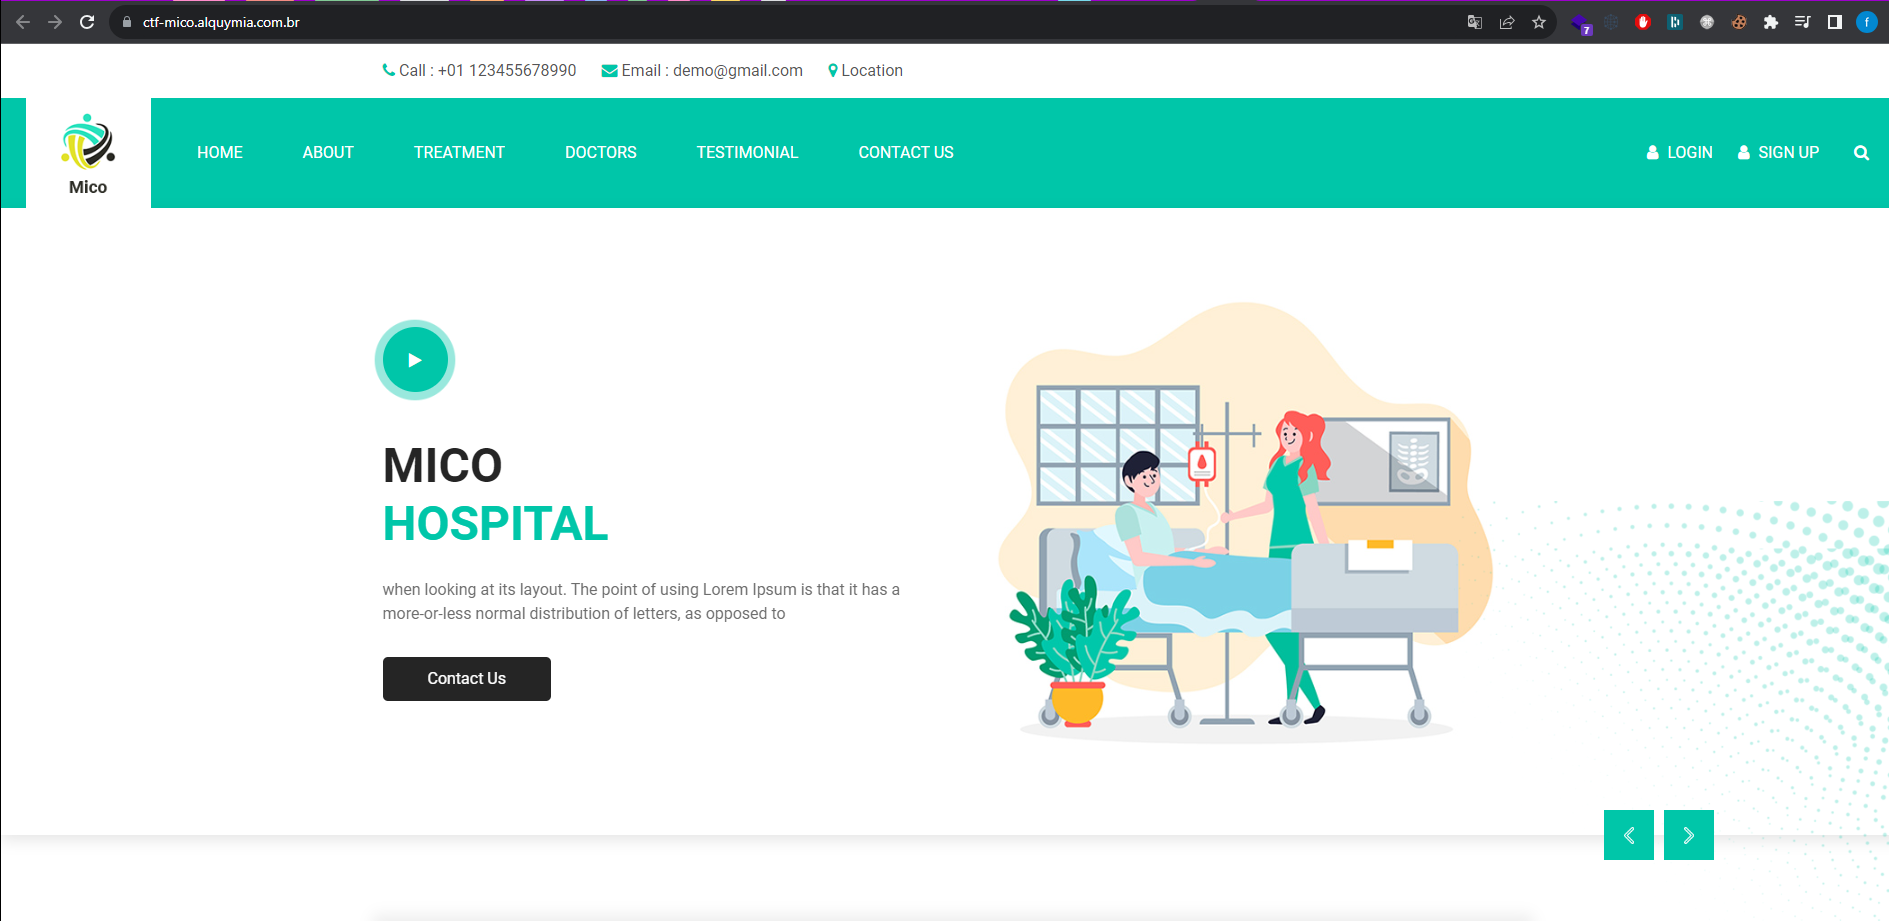 ctf-mico.alquymia.com.br
7
f
Call : +01 123455678990 Email : demo@gmail.com Location
Mico
HOME ABOUT TREATMENT DOCTORS TESTIMONIAL CONTACT US LOGIN SIGN UP
MICO
HOSPITAL
when looking at its layout. The point of using Lorem Ipsum is that it has a
more-or-less normal distribution of letters, as opposed to
Contact Us